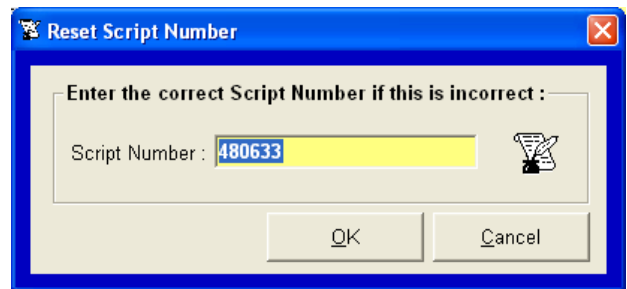 Reset Script Number
Enter the correct Script Number if this is incorrect :
Script Number : 480633
OK Cancel